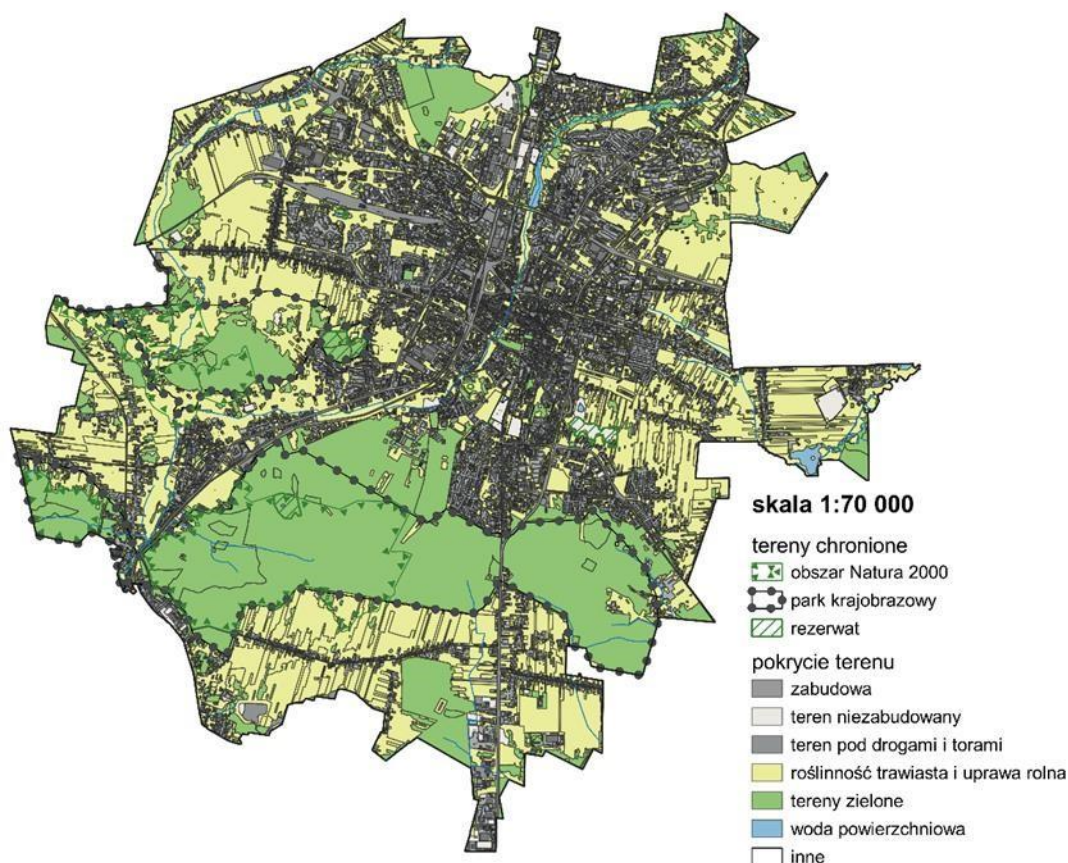 skala 1:70 000
tereny chronione
obszar Natura 2000
park krajobrazowy
rezerwat
pokrycie terenu
zabudowa
teren niezabudowany
teren pod drogami i torami
roślinność trawiasta i uprawa rolna
tereny zielone
woda powierzchniowa
inne